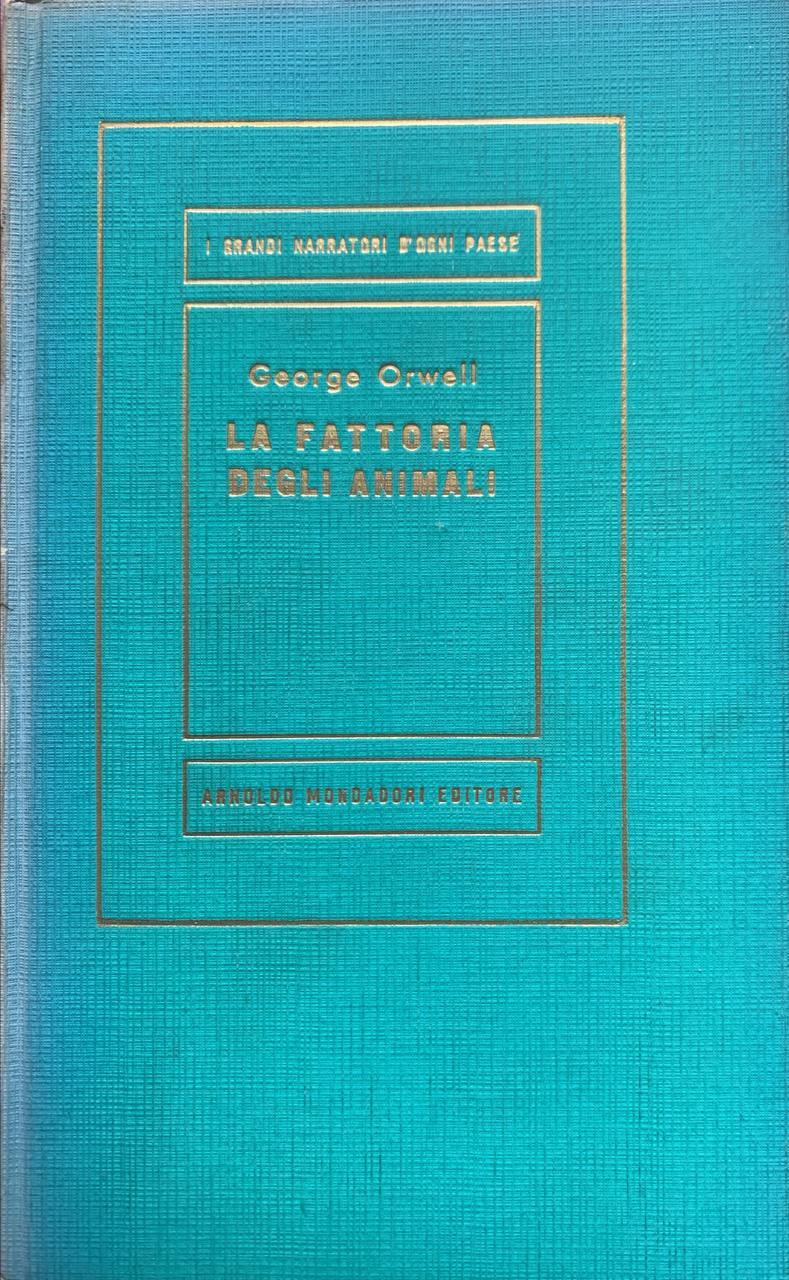 I GRANDI NARRATORI D'OGNI PAESE
George Orwell
LA FATTORIA
DEGLI ANIMALI
ARNOLDO MONDADORI EDITORE